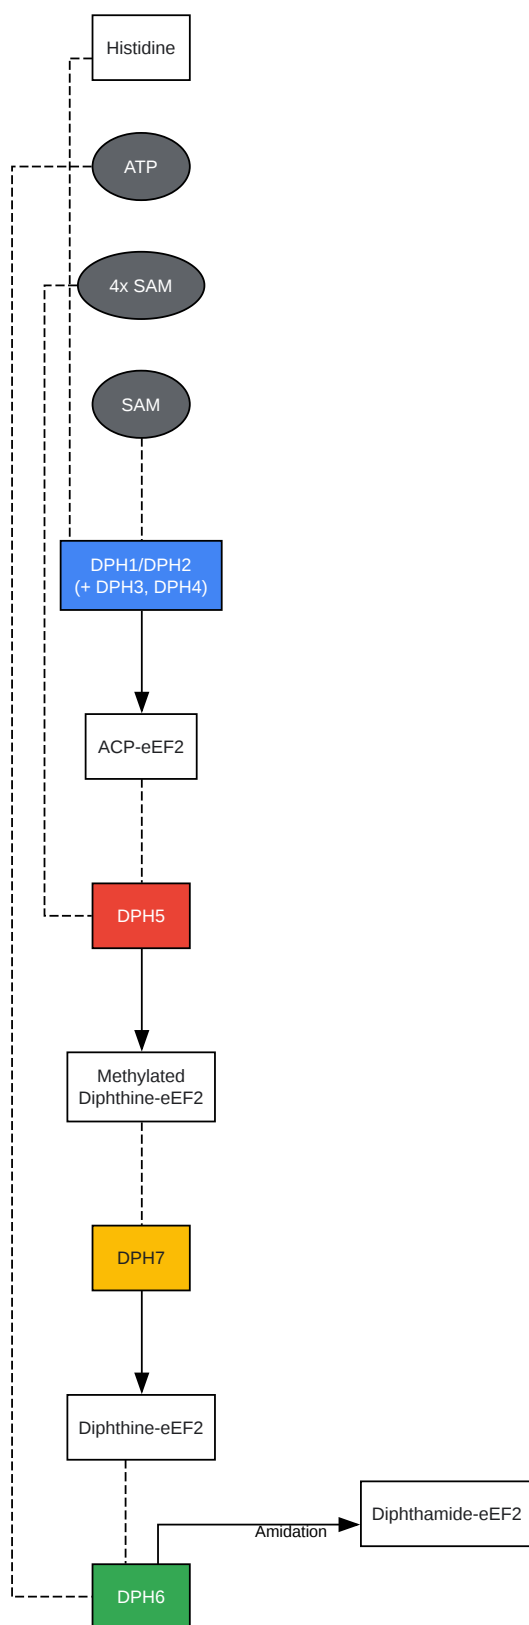 Histidine
ATP
4x SAM
SAM
DPH1/DPH2
(+ DPH3, DPH4)
ACP-eEF2
DPH5
Methylated
Diphthine-eEF2
DPH7
Diphthine-eEF2
Diphthamide-eEF2
Amidation
DPH6